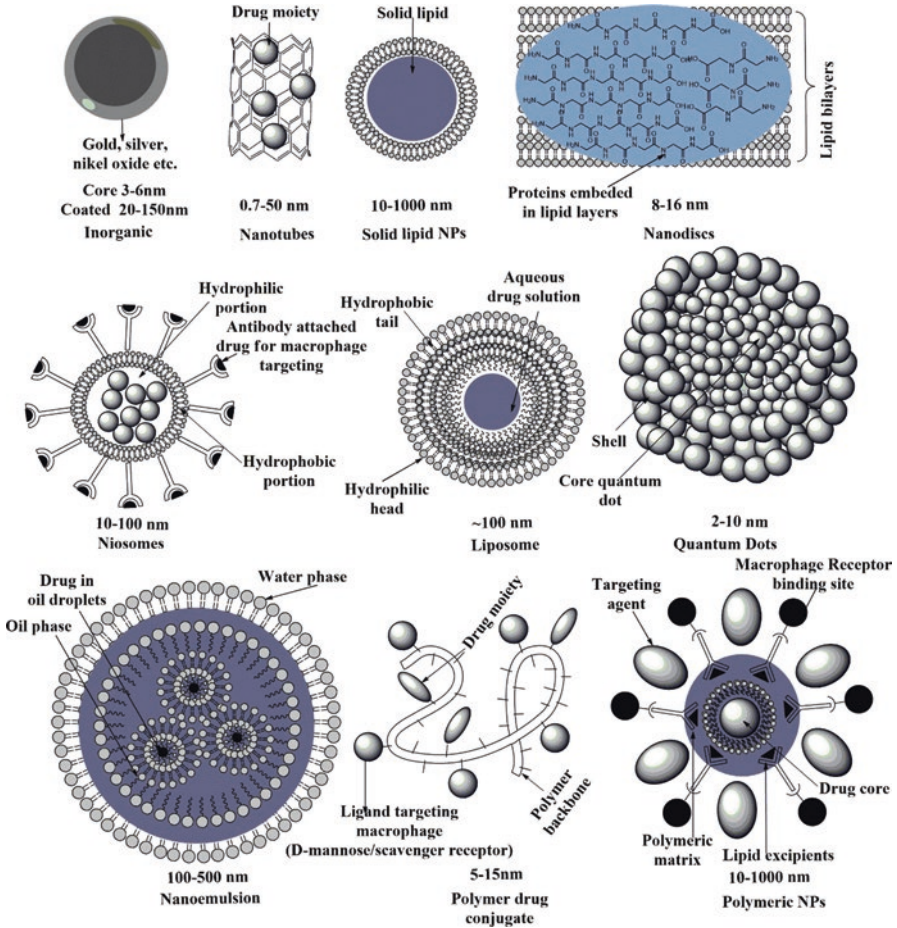 Drug moiety
Solid lipid
Lipid bilayers
Gold, silver,
nikel oxide etc.
Core 3-6nm
Coated 20-150nm
Inorganic
0.7-50 nm
Nanotubes
10-1000 nm
Solid lipid NPs
Proteins embeded
in lipid layers
8-16 nm
Nanodiscs
Hydrophilic
portion
Antibody attached
drug for macrophage
targeting
Hydrophobic
portion
10-100 nm
Niosomes
Hydrophobic
tail
Aqueous
drug solution
Hydrophilic
head
~100 nm
Liposome
Shell
Core quantum
dot
2-10 nm
Quantum Dots
Drug in
oil droplets
Oil phase
Water phase
100-500 nm
Nanoemulsion
Drug moiety
Ligand targeting
macrophage
(D-mannose/scavenger receptor)
Polymer
backbone
5-15nm
Polymer drug
conjugate
Targeting
agent
Macrophage Receptor
binding site
Drug core
Polymeric
matrix
Lipid excipients
10-1000 nm
Polymeric NPs